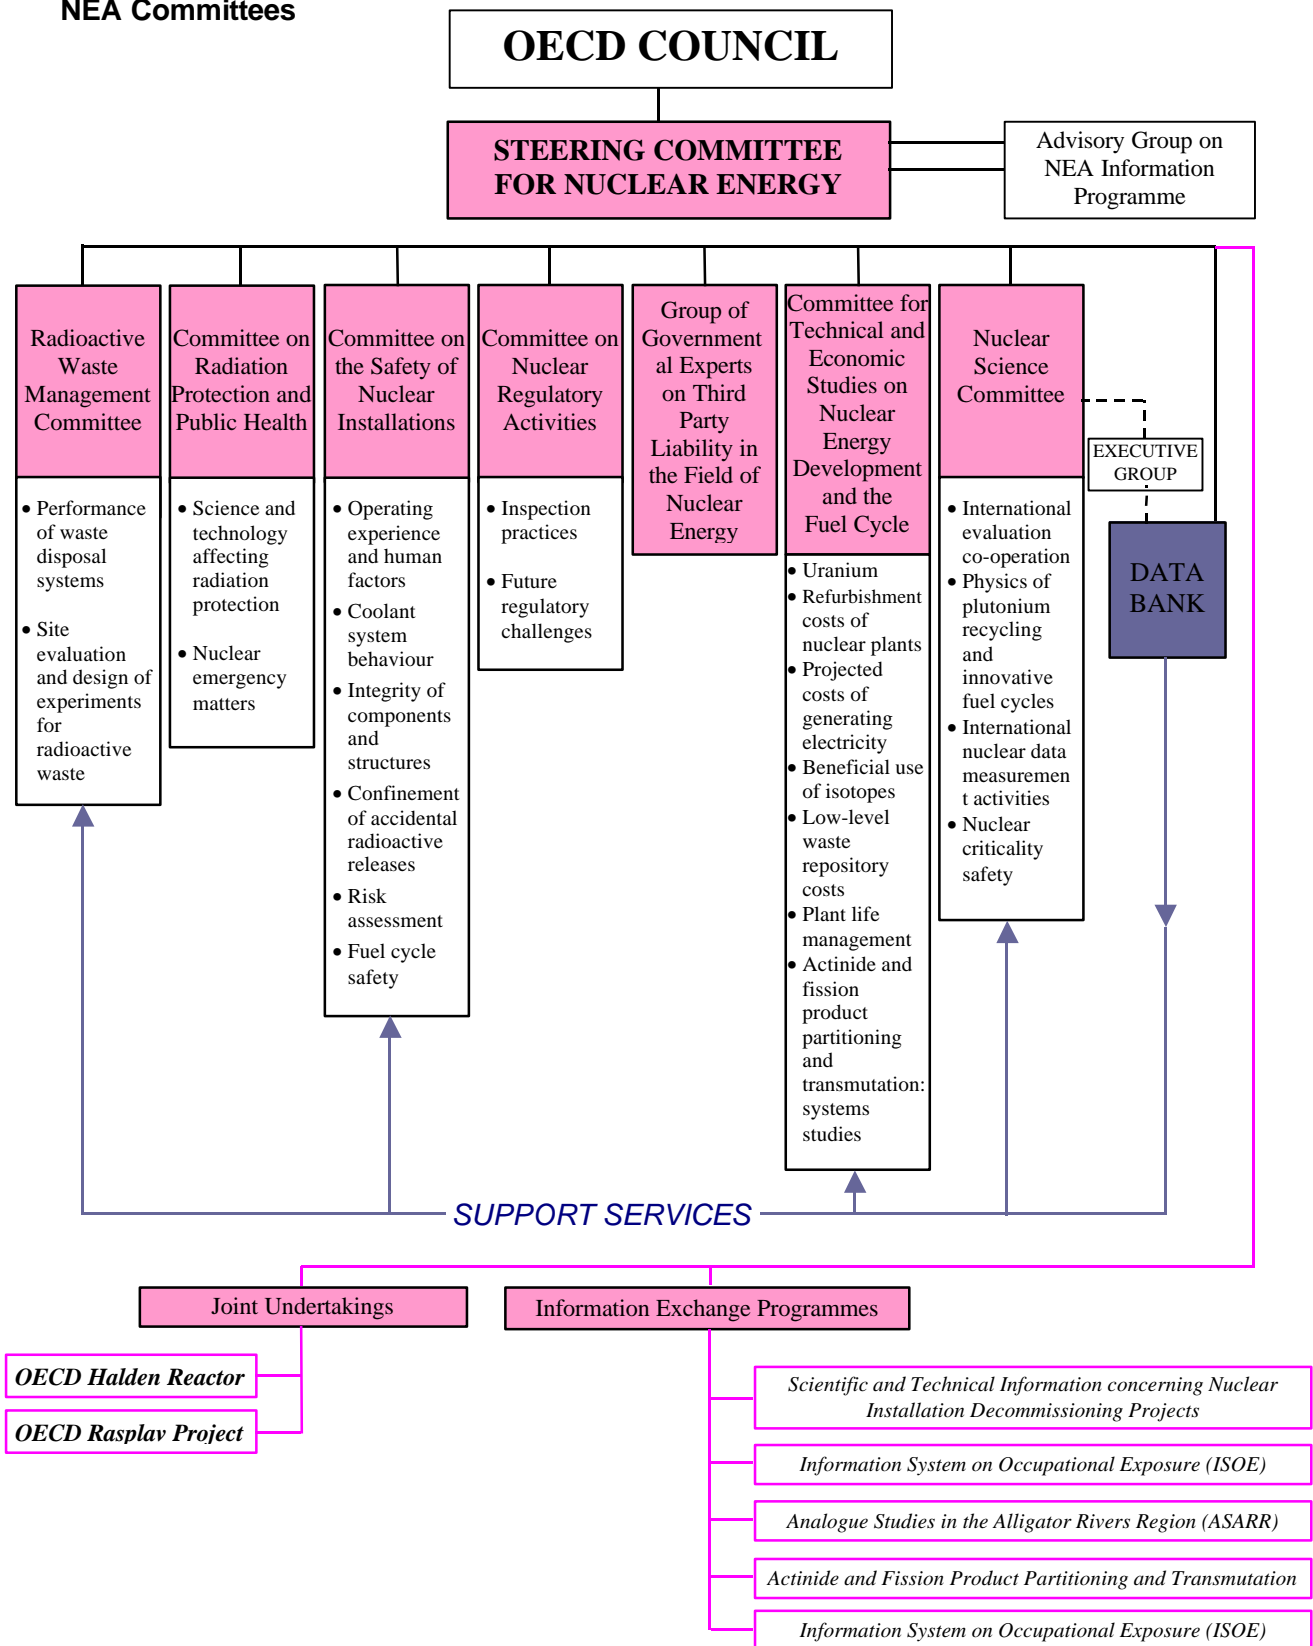 NEA Committees
OECD COUNCIL
STEERING COMMITTEE
FOR NUCLEAR ENERGY
Advisory Group on
NEA Information
Programme
Radioactive
Waste
Management
Committee
• Performance
of waste
disposal
systems
• Site
evaluation
and design of
experiments
for
radioactive
waste
Committee on
Radiation
Protection and
Public Health
• Science and
technology
affecting
radiation
protection
• Nuclear
emergency
matters
Committee on
the Safety of
Nuclear
Installations
• Operating
experience
and human
factors
• Coolant
system
behaviour
• Integrity of
components
and
structures
• Confinement
of accidental
radioactive
releases
• Risk
assessment
• Fuel cycle
safety
Committee on
Nuclear
Regulatory
Activities
• Inspection
practices
• Future
regulatory
challenges
Group of
Government
al Experts
on Third
Party
Liability in
the Field of
Nuclear
Energy
Committee for
Technical and
Economic
Studies on
Nuclear
Energy
Development
and the
Fuel Cycle
• Uranium
• Refurbishment
costs of
nuclear plants
• Projected
costs of
generating
electricity
• Beneficial use
of isotopes
• Low-level
waste
repository
costs
• Plant life
management
• Actinide and
fission
product
partitioning
and
transmutation:
systems
studies
Nuclear
Science
Committee
• International
evaluation
co-operation
• Physics of
plutonium
recycling
and
innovative
fuel cycles
• International
nuclear data
measuremen
t activities
• Nuclear
criticality
safety
EXECUTIVE
GROUP
DATA
BANK
SUPPORT SERVICES
Joint Undertakings
OECD Halden Reactor
OECD Rasplav Project
Information Exchange Programmes
Scientific and Technical Information concerning Nuclear
Installation Decommissioning Projects
Information System on Occupational Exposure (ISOE)
Analogue Studies in the Alligator Rivers Region (ASARR)
Actinide and Fission Product Partitioning and Transmutation
Information System on Occupational Exposure (ISOE)